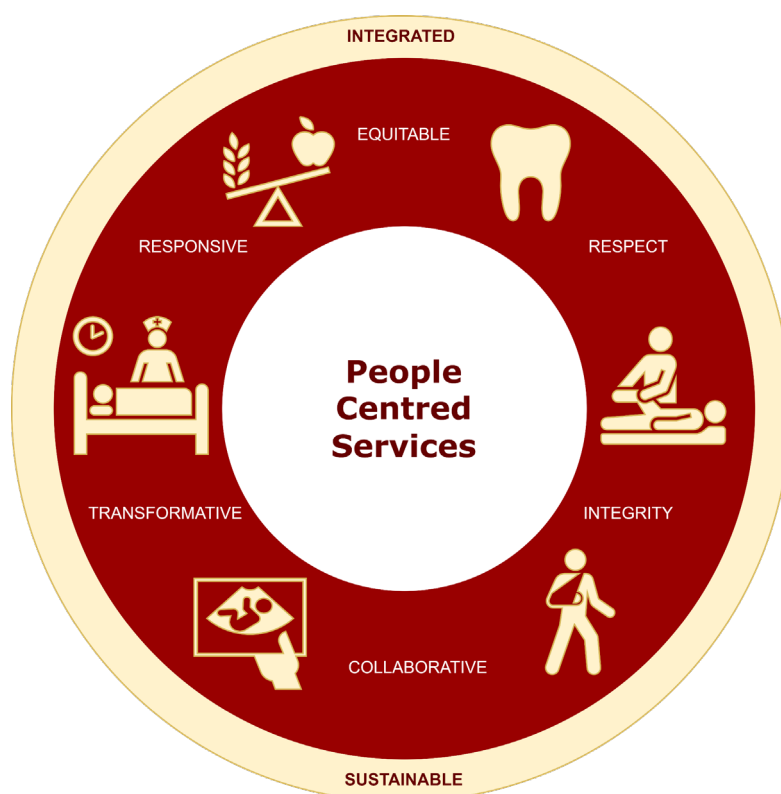 INTEGRATED
EQUITABLE
RESPONSIVE
RESPECT
People
Centred
Services
TRANSFORMATIVE
INTEGRITY
COLLABORATIVE
SUSTAINABLE